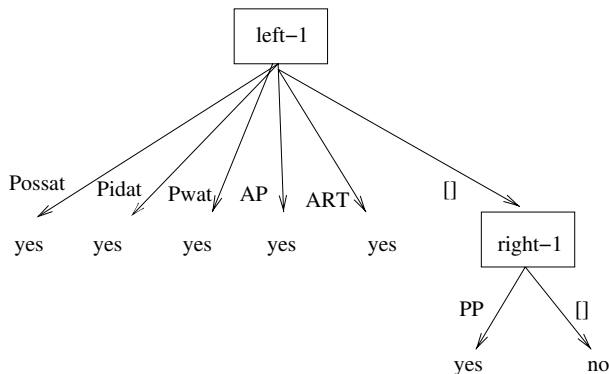 left−1
Possat Pidat Pwat AP ART []
yes yes yes yes yes right−1
PP []
yes no